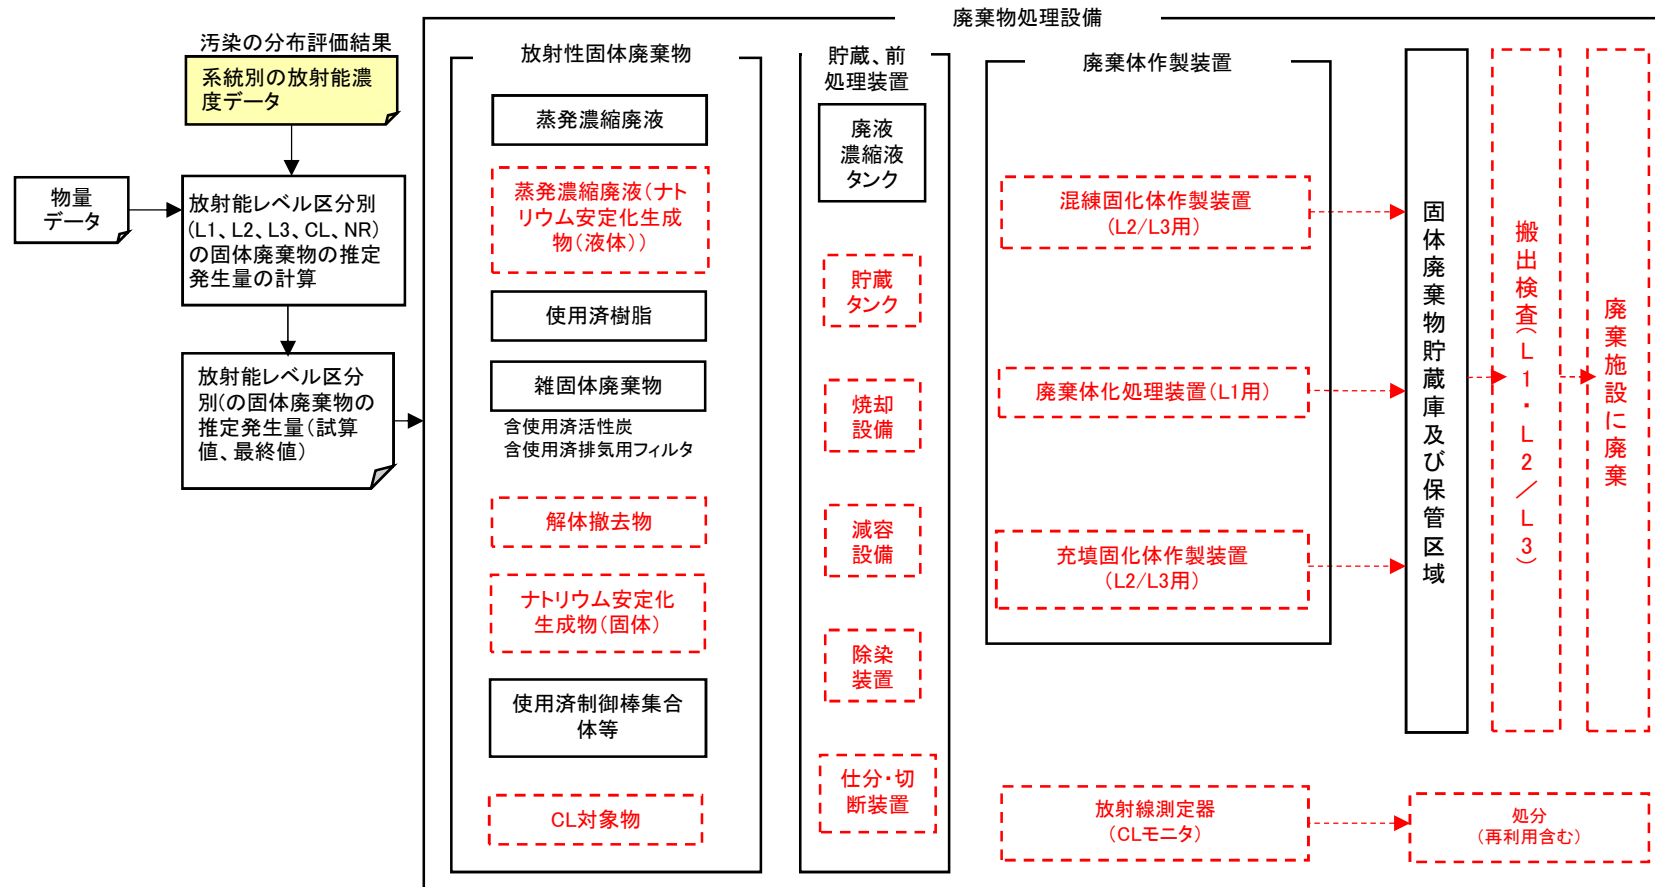 廃棄物処理設備
汚染の分布評価結果
系統別の放射能濃
度データ
物量
データ
放射能レベル区分別
(L1、L2、L3、CL、NR)
の固体廃棄物の推定
発生量の計算
放射能レベル区分
別(の固体廃棄物の
推定発生量(試算
値、最終値)
放射性固体廃棄物
蒸発濃縮廃液
蒸発濃縮廃液(ナト
リウム安定化生成
物(液体))
使用済樹脂
雑固体廃棄物
含使用済活性炭
含使用済排気用フィルタ
解体撤去物
ナトリウム安定化
生成物(固体)
使用済制御棒集合
体等
CL対象物
貯蔵、前
処理装置
廃液
濃縮液
タンク
貯蔵
タンク
焼却
設備
減容
設備
除染
装置
仕分・切
断装置
廃棄体作製装置
混練固化体作製装置
(L2/L3用)
廃棄体化処理装置(L1用)
充填固化体作製装置
(L2/L3用)
放射線測定器
(CLモニタ)
固体廃棄物貯蔵庫及び保管区域
搬出検査(L1・L2/L3)
廃棄施設に廃棄
処分
(再利用含む)